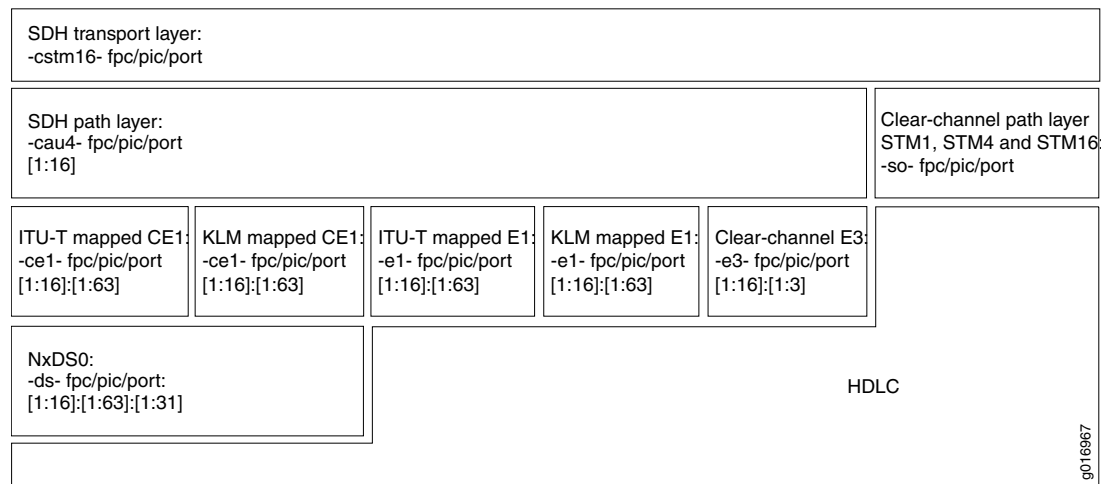 SDH transport layer:
-cstm16- fpc/pic/port
SDH path layer:
-cau4- fpc/pic/port
[1:16]
Clear-channel path layer
STM1, STM4 and STM16:
-so- fpc/pic/port
ITU-T mapped CE1:
-ce1- fpc/pic/port
[1:16]:[1:63]
KLM mapped CE1:
-ce1- fpc/pic/port
[1:16]:[1:63]
ITU-T mapped E1:
-e1- fpc/pic/port
[1:16]:[1:63]
KLM mapped E1:
-e1- fpc/pic/port
[1:16]:[1:63]
Clear-channel E3:
-e3- fpc/pic/port
[1:16]:[1:3]
NxDS0:
-ds- fpc/pic/port:
[1:16]:[1:63]:[1:31]
HDLC
g016967